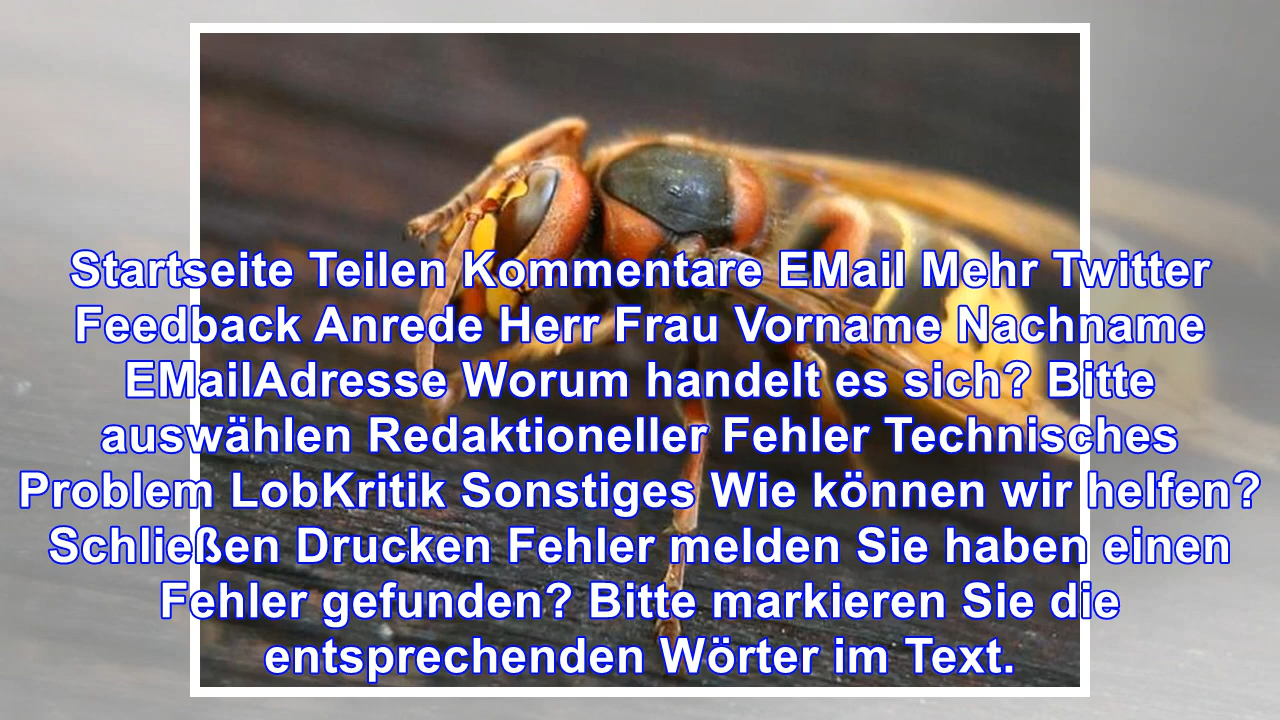 Startseite Teilen Kommentare EMail Mehr Twitter
Feedback Anrede Herr Frau Vorname Nachname
EMailAdresse Worum handelt es sich? Bitte
auswählen Redaktioneller Fehler Technisches
Problem LobKritik Sonstiges Wie können wir helfen?
Schließen Drucken Fehler melden Sie haben einen
Fehler gefunden? Bitte markieren Sie die
entsprechenden Wörter im Text.